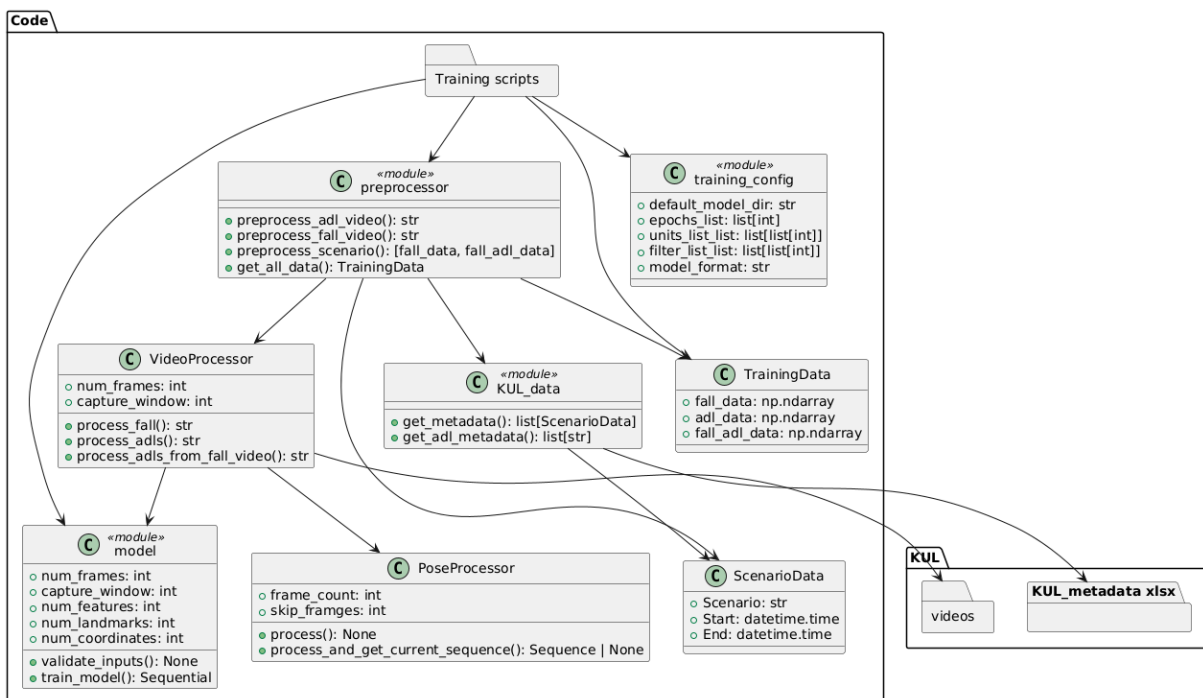 Code
Training scripts
C
«module»
preprocessor
preprocess_adl_video(): str
preprocess_fall_video(): str
preprocess_scenario(): [fall_data, fall_adl_data]
get_all_data(): TrainingData
C
«module»
training_config
default_model_dir: str
epochs_list: list[int]
units_list_list: list[list[int]]
filter_list_list: list[list[int]]
model_format: str
C VideoProcessor
num_frames: int
capture_window: int
process_fall(): str
process_adls(): str
process_adls_from_fall_video(): str
C
«module»
KUL_data
get_metadata(): list[ScenarioData]
get_adl_metadata(): list[str]
C TrainingData
fall_data: np.ndarray
adl_data: np.ndarray
fall_adl_data: np.ndarray
C
«module»
model
num_frames: int
capture_window: int
num_features: int
num_landmarks: int
num_coordinates: int
validate_inputs(): None
train_model(): Sequential
C PoseProcessor
frame_count: int
skip_framges: int
process(): None
process_and_get_current_sequence(): Sequence | None
C ScenarioData
Scenario: str
Start: datetime.time
End: datetime.time
KUL
videos
KUL_metadata xlsx